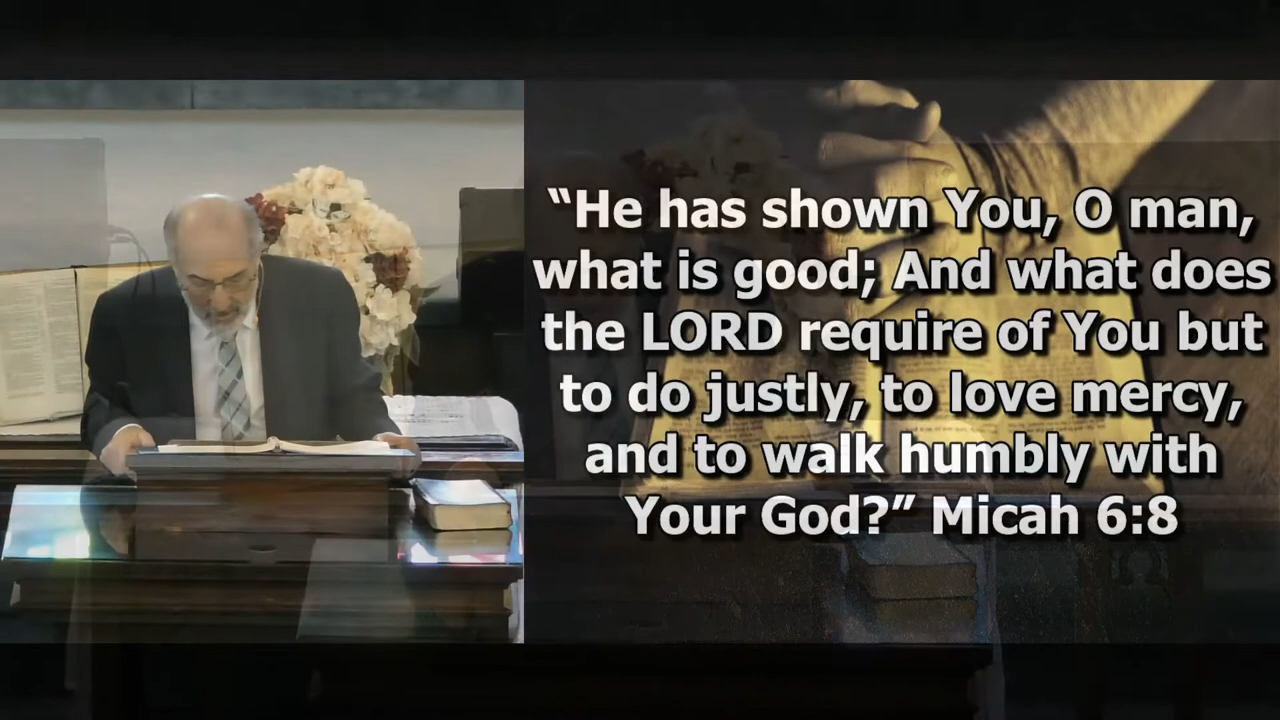 “He has shown You, O man,
what is good; And what does
the LORD require of You but
to do justly, to love mercy,
and to walk humbly with
Your God?” Micah 6:8